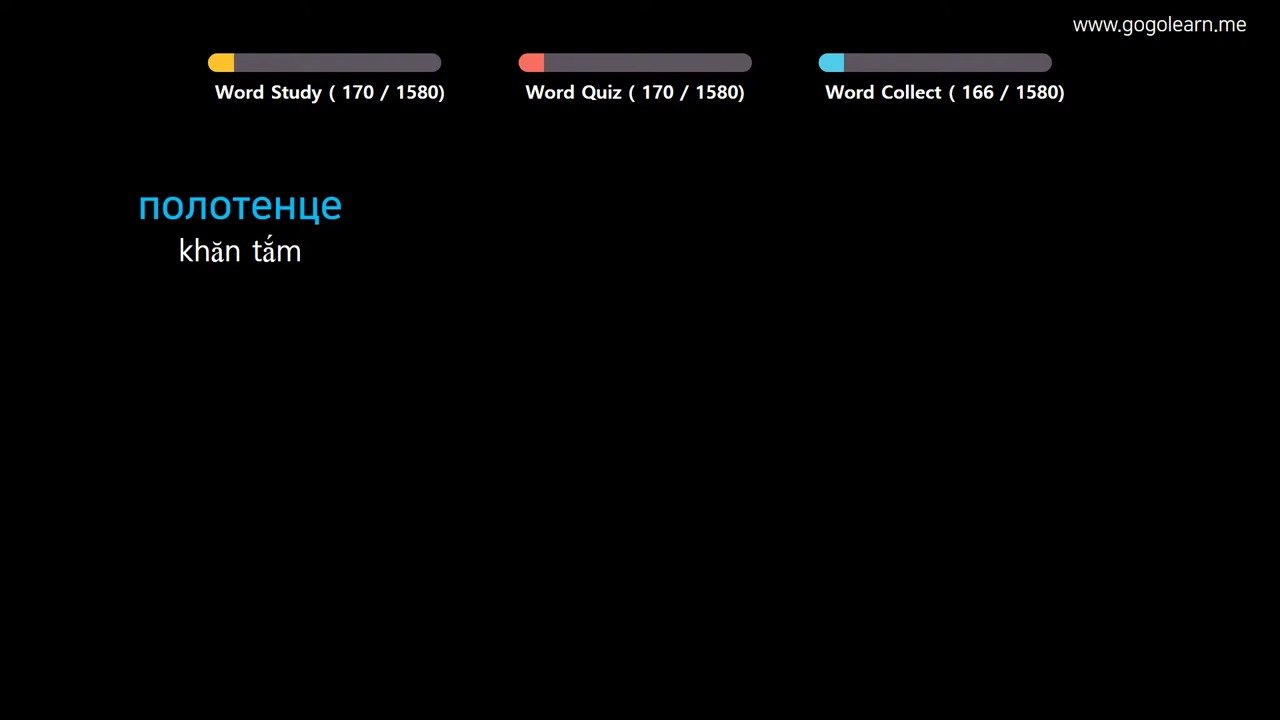 www.gogolearn.me
Word Study ( 170 / 1580)
Word Quiz ( 170 / 1580)
Word Collect ( 166 / 1580)
полотенце
khăn tắm